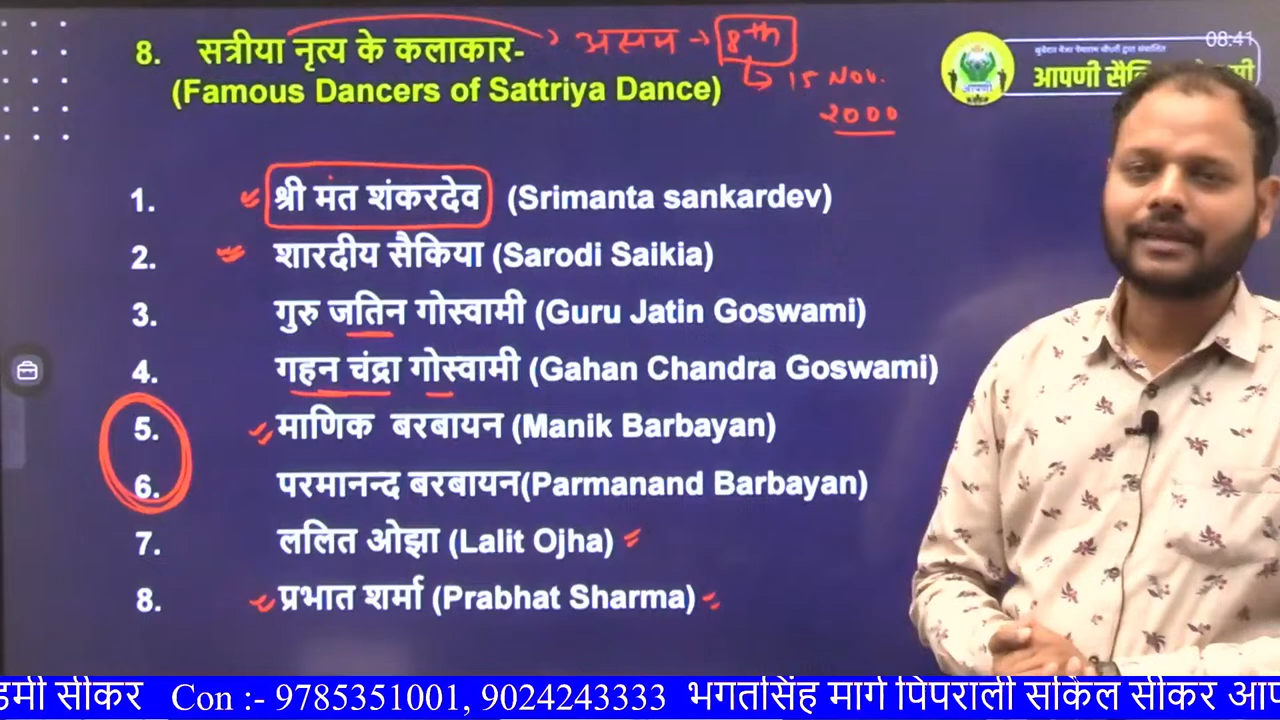 8. सत्रीया नृत्य के कलाकार- असम → 8th
(Famous Dancers of Sattriya Dance)
15 Nov.
2000
08:41
आपणी
1. श्री मंत शंकरदेव (Srimanta sankardev)
2. शारदीय सैकिया (Sarodi Saikia)
3. गुरु जतिन गोस्वामी (Guru Jatin Goswami)
4. गहन चंद्रा गोस्वामी (Gahan Chandra Goswami)
5. माणिक बरबायन (Manik Barbayan)
6. परमानन्द बरबायन(Parmanand Barbayan)
7. ललित ओझा (Lalit Ojha)
8. प्रभात शर्मा (Prabhat Sharma)
डमी सीकर Con :- 9785351001, 9024243333 भगतसिंह मार्ग पिपराली सर्किल सीकर आप